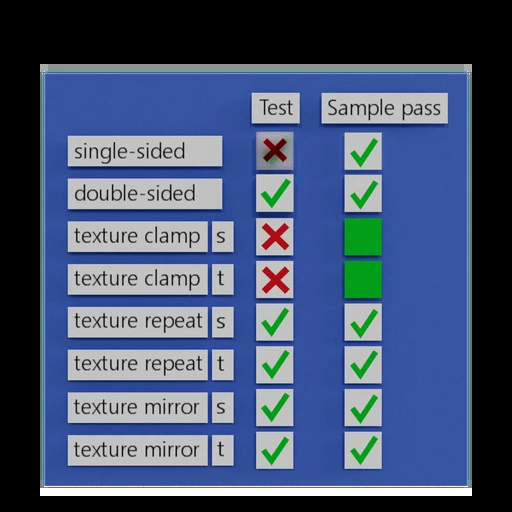 Test Sample pass
single-sided
double-sided
texture clamp s
texture clamp t
texture repeat s
texture repeat t
texture mirror s
texture mirror t